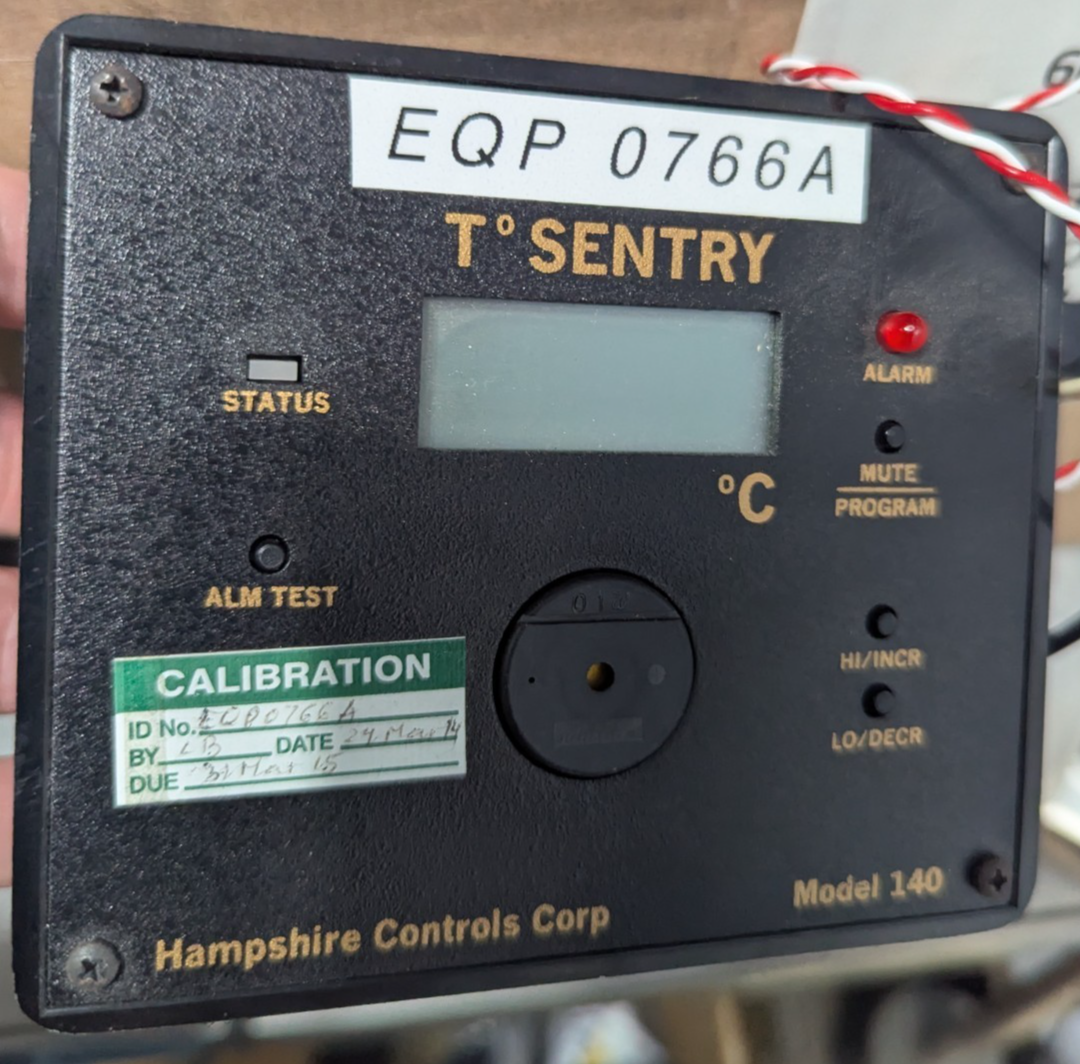 EQP 0766A
T° SENTRY
STATUS
ALARM
°C
MUTE
PROGRAM
ALM TEST
HI/INCR
LO/DECR
CALIBRATION
ID No. EQP0766A
BY DATE 24 Mar 14
DUE 31 Mar 15
Model 140
Hampshire Controls Corp